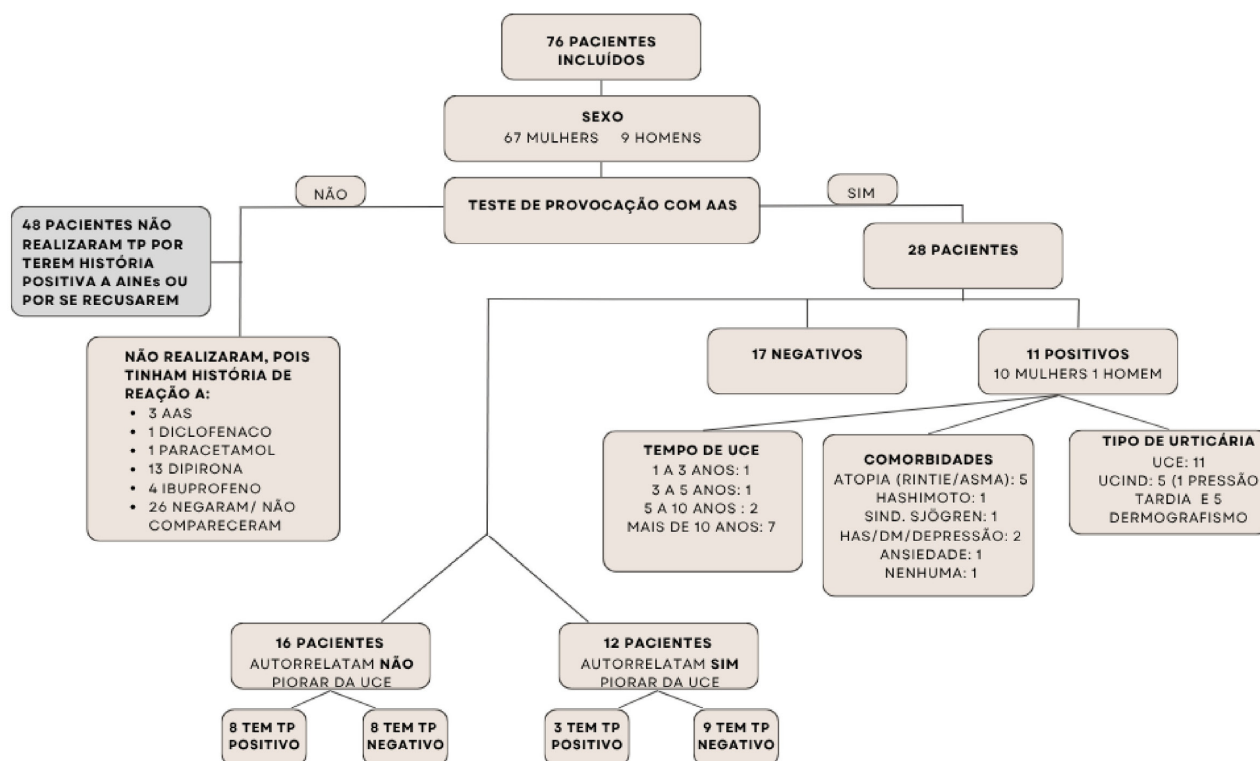 76 PACIENTES
INCLUÍDOS
SEXO
67 MULHERS 9 HOMENS
NÃO
TESTE DE PROVOCAÇÃO COM AAS
SIM
48 PACIENTES NÃO
REALIZARAM TP POR
TEREM HISTÓRIA
POSITIVA A AINEs OU
POR SE RECUSAREM
28 PACIENTES
NÃO REALIZARAM, POIS
TINHAM HISTÓRIA DE
REAÇÃO A:
• 3 AAS
• 1 DICLOFENACO
• 1 PARACETAMOL
• 13 DIPIRONA
• 4 IBUPROFENO
• 26 NEGARAM/ NÃO
COMPARECERAM
17 NEGATIVOS
11 POSITIVOS
10 MULHERS 1 HOMEM
TEMPO DE UCE
1 A 3 ANOS: 1
3 A 5 ANOS: 1
5 A 10 ANOS : 2
MAIS DE 10 ANOS: 7
COMORBIDADES
ATOPIA (RINTIE/ASMA): 5
HASHIMOTO: 1
SIND. SJÖGREN: 1
HAS/DM/DEPRESSÃO: 2
ANSIEDADE: 1
NENHUMA: 1
TIPO DE URTICÁRIA
UCE: 11
UCIND: 5 (1 PRESSÃO
TARDIA E 5
DERMOGRAFISMO
16 PACIENTES
AUTORRELATAM NÃO
PIORAR DA UCE
12 PACIENTES
AUTORRELATAM SIM
PIORAR DA UCE
8 TEM TP
POSITIVO
8 TEM TP
NEGATIVO
3 TEM TP
POSITIVO
9 TEM TP
NEGATIVO